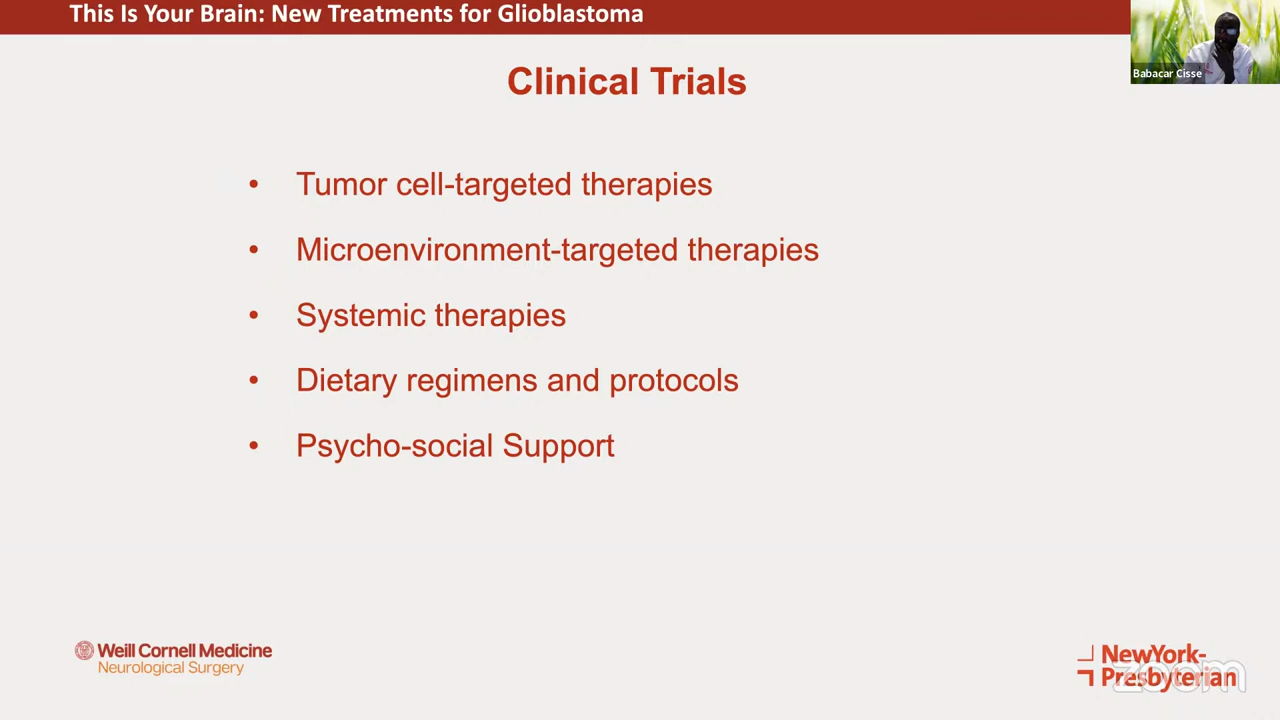 This Is Your Brain: New Treatments for Glioblastoma
Babacar Cisse
Clinical Trials
• Tumor cell-targeted therapies
• Microenvironment-targeted therapies
• Systemic therapies
• Dietary regimens and protocols
• Psycho-social Support
Weill Cornell Medicine
Neurological Surgery
NewYork-
Presbyterian
zoom